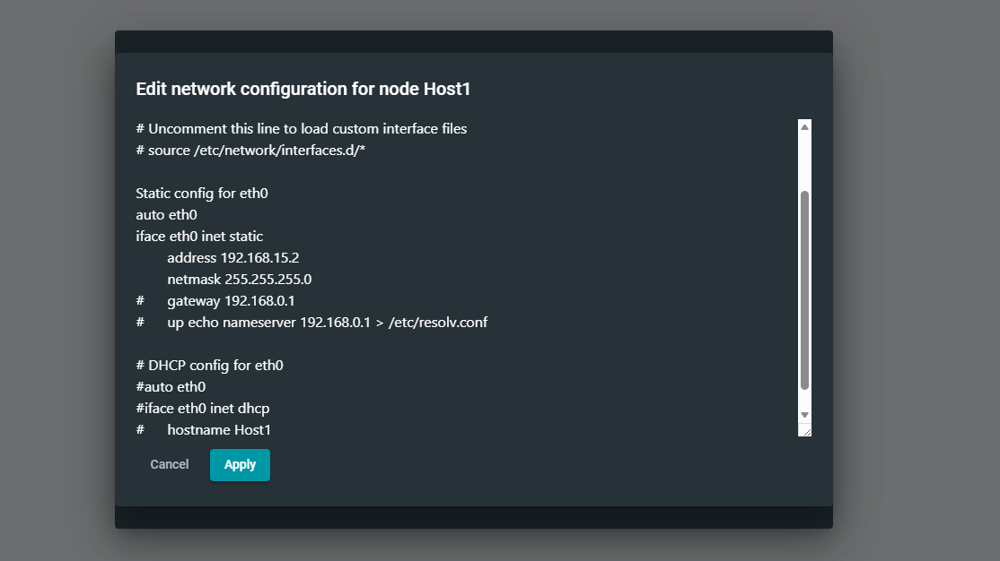 Edit network configuration for node Host1
# Uncomment this line to load custom interface files
# source /etc/network/interfaces.d/*
Static config for eth0
auto eth0
iface eth0 inet static
address 192.168.15.2
netmask 255.255.255.0
# gateway 192.168.0.1
# up echo nameserver 192.168.0.1 > /etc/resolv.conf
# DHCP config for eth0
#auto eth0
#iface eth0 inet dhcp
# hostname Host1
Cancel Apply